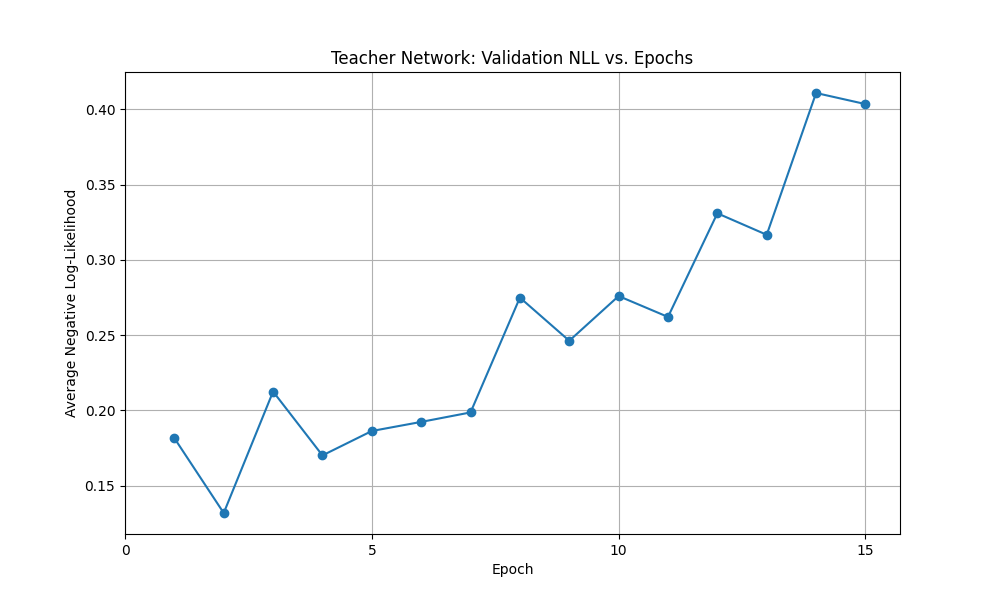 Teacher Network: Validation NLL vs. Epochs
Average Negative Log-Likelihood
0.40
0.35
0.30
0.25
0.20
0.15
0 5 10 15
Epoch